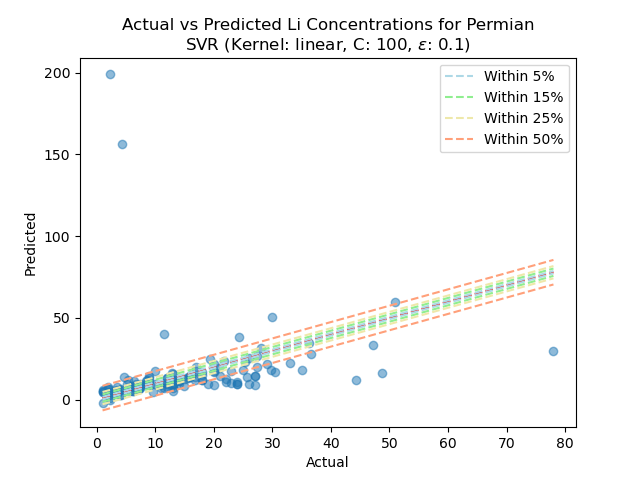 Actual vs Predicted Li Concentrations for Permian
SVR (Kernel: linear, C: 100, ε: 0.1)
Within 5%
Within 15%
Within 25%
Within 50%
Predicted
200
150
100
50
0
0 10 20 30 40 50 60 70 80
Actual